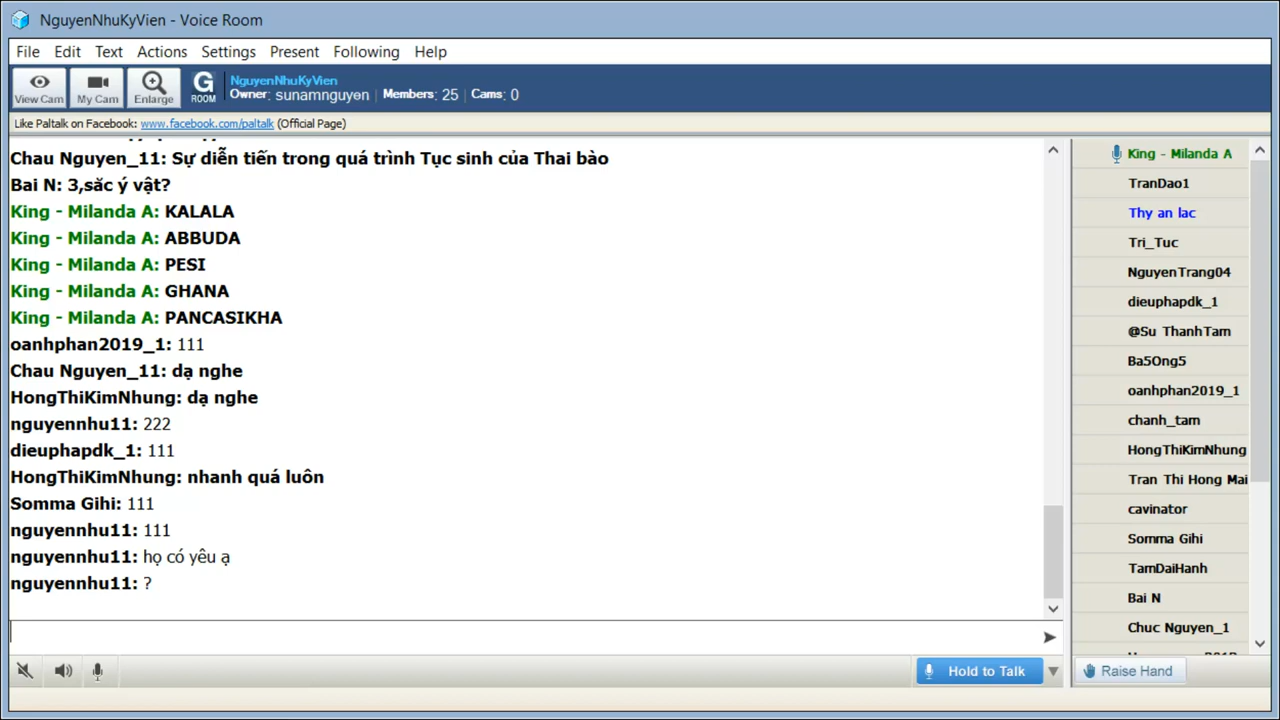 NguyenNhuKyVien - Voice Room
File Edit Text Actions Settings Present Following Help
View Cam
My Cam
Enlarge
G ROOM
NguyenNhuKyVien
Owner: sunamnguyen | Members: 25 | Cams: 0
Like Paltalk on Facebook: www.facebook.com/paltalk (Official Page)
Chau Nguyen_11: Sự diễn tiến trong quá trình Tục sinh của Thai bào
Bai N: 3,săc ý vật?
King - Milanda A: KALALA
King - Milanda A: ABBUDA
King - Milanda A: PESI
King - Milanda A: GHANA
King - Milanda A: PANCASIKHA
oanhphan2019_1: 111
Chau Nguyen_11: dạ nghe
HongThiKimNhung: dạ nghe
nguyennhu11: 222
dieuphapdk_1: 111
HongThiKimNhung: nhanh quá luôn
Somma Gihi: 111
nguyennhu11: 111
nguyennhu11: họ có yêu ạ
nguyennhu11: ?
King - Milanda A
TranDao1
Thy an lac
Tri_Tuc
NguyenTrang04
dieuphapdk_1
@Su ThanhTam
Ba5Ong5
oanhphan2019_1
chanh_tam
HongThiKimNhung
Tran Thi Hong Mai
cavinator
Somma Gihi
TamDaiHanh
Bai N
Chuc Nguyen_1
Hold to Talk
Raise Hand